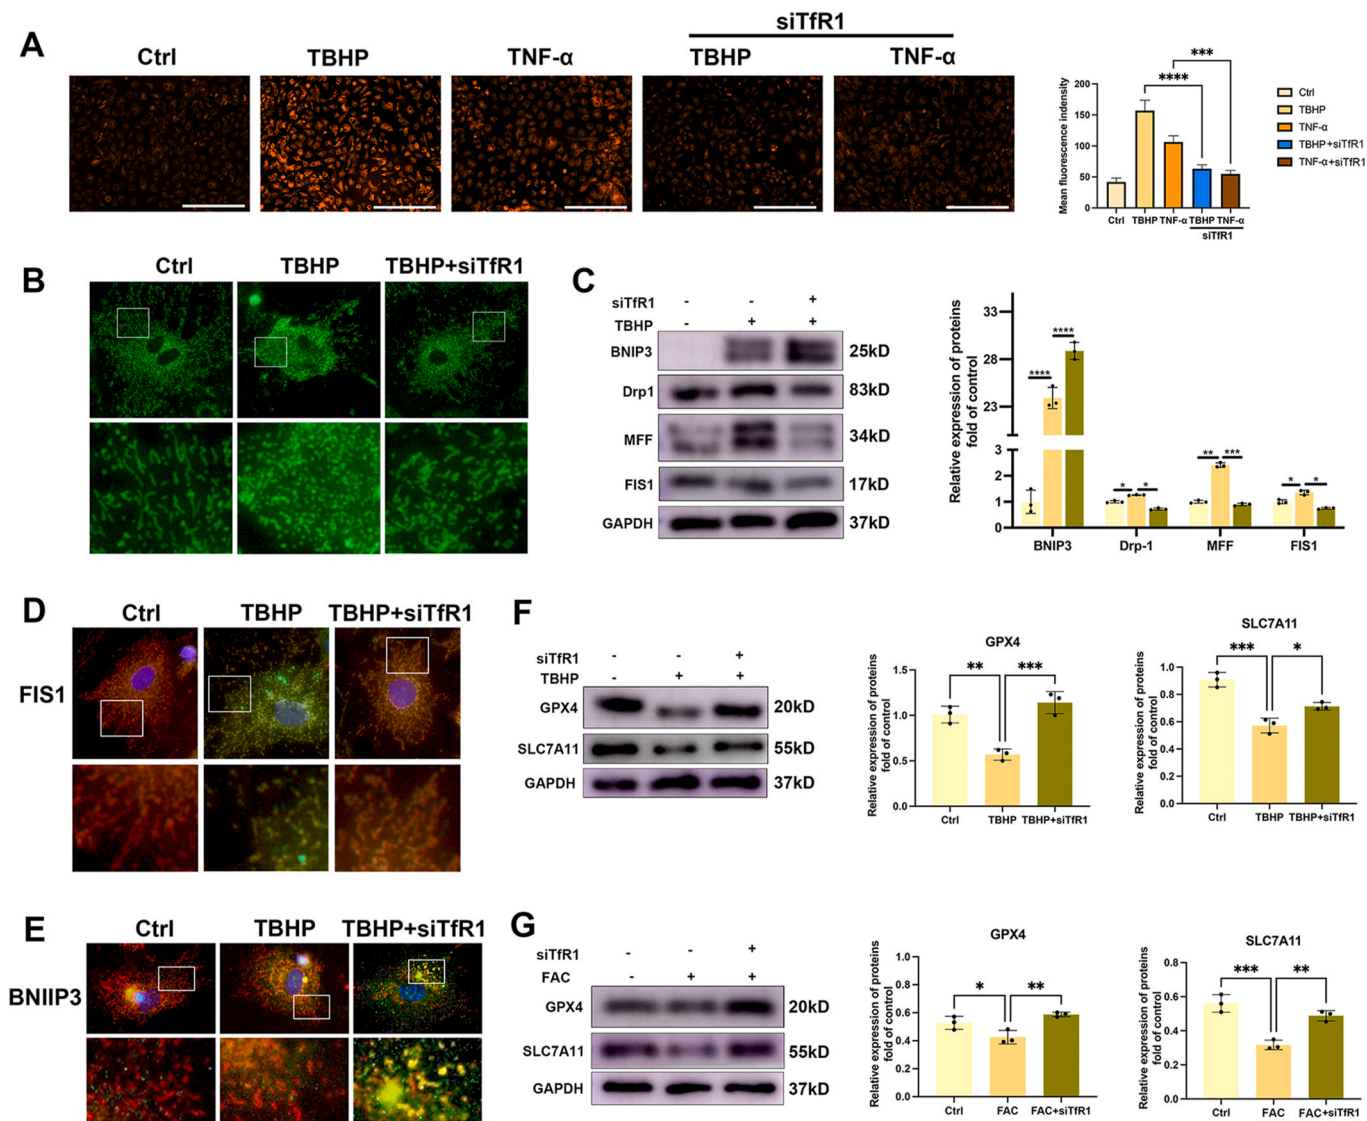 A
siTfR1
Ctrl
TBHP
TNF-α
TBHP
TNF-α
Mean fluorescence indensity
200
150
100
50
0
Ctrl
TBHP
TNF-α
TBHP
TNF-α
siTfR1
****
***
Ctrl
TBHP
TNF-α
TBHP+siTfR1
TNF-α+siTfR1
B
Ctrl
TBHP
TBHP+siTfR1
C
siTfR1 - - +
TBHP - + +
BNIP3 25kD
Drp1 83kD
MFF 34kD
FIS1 17kD
GAPDH 37kD
Relative expression of proteins
fold of control
33
28
23
3
2
1
0
****
****
*
*
**
***
*
*
BNIP3
Drp-1
MFF
FIS1
D
Ctrl
TBHP
TBHP+siTfR1
FIS1
E
Ctrl
TBHP
TBHP+siTfR1
BNIIP3
F
siTfR1 - - +
TBHP - + +
GPX4 20kD
SLC7A11 55kD
GAPDH 37kD
GPX4
Relative expression of proteins
fold of control
1.5
1.0
0.5
0.0
**
***
Ctrl
TBHP
TBHP+siTfR1
SLC7A11
Relative expression of proteins
fold of control
1.0
0.8
0.6
0.4
0.2
0.0
***
*
Ctrl
TBHP
TBHP+siTfR1
G
siTfR1 - - +
FAC - + +
GPX4 20kD
SLC7A11 55kD
GAPDH 37kD
GPX4
Relative expression of proteins
fold of control
1.0
0.8
0.6
0.4
0.2
0.0
*
**
Ctrl
FAC
FAC+siTfR1
SLC7A11
Relative expression of proteins
fold of control
0.8
0.6
0.4
0.2
0.0
***
**
Ctrl
FAC
FAC+siTfR1